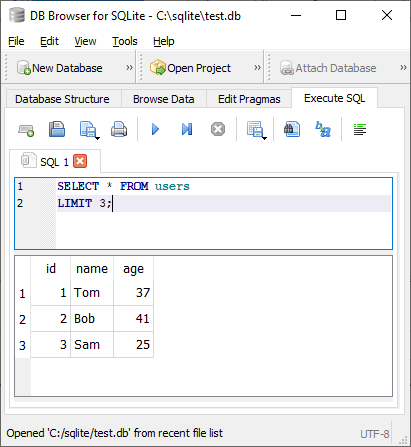 DB Browser for SQLite - C:\sqlite\test.db
File Edit View Tools Help
New Database » Open Project » Attach Database »
Database Structure Browse Data Edit Pragmas Execute SQL
SQL 1
1 SELECT * FROM users
2 LIMIT 3;
id name age
1 1 Tom 37
2 2 Bob 41
3 3 Sam 25
Opened 'C:/sqlite/test.db' from recent file list UTF-8